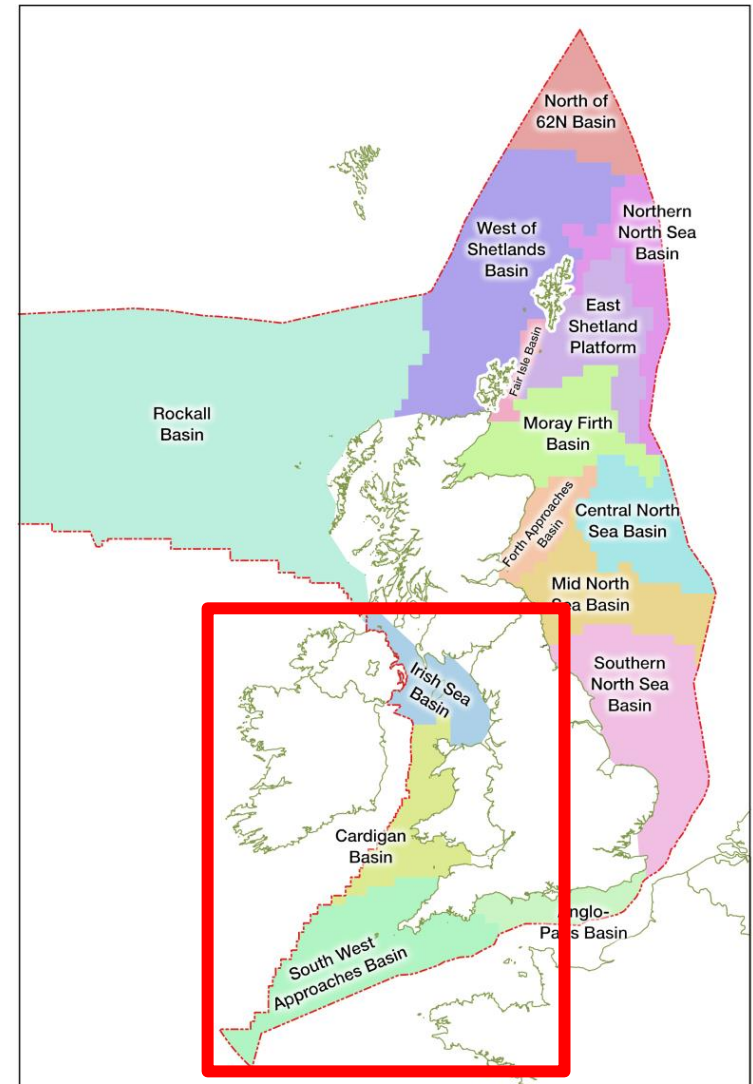 North of
62N Basin
Northern
North Sea
Basin
West of
Shetlands
Basin
East
Shetland
Platform
Fair Isle Basin
Rockall
Basin
Moray Firth
Basin
Forth Approaches
Basin
Central North
Sea Basin
Mid North
Sea Basin
Southern
North Sea
Basin
Irish Sea
Basin
Cardigan
Basin
Anglo-
Paris Basin
South West
Approaches Basin